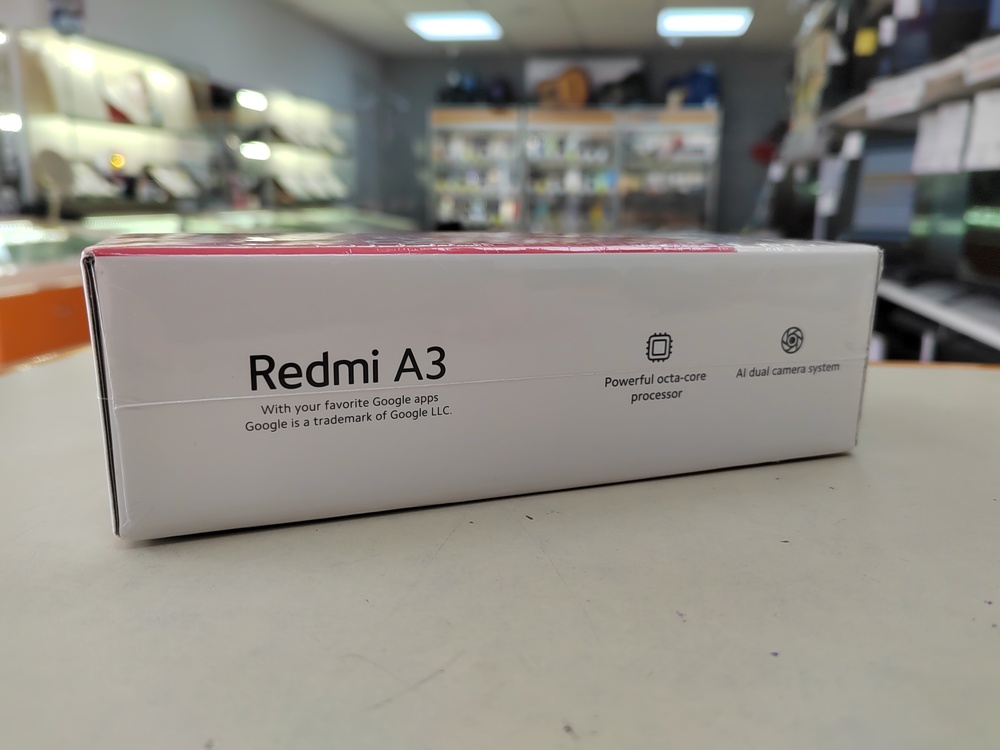 Redmi A3
With your favorite Google apps
Google is a trademark of Google LLC.
Powerful octa-core
processor
AI dual camera system